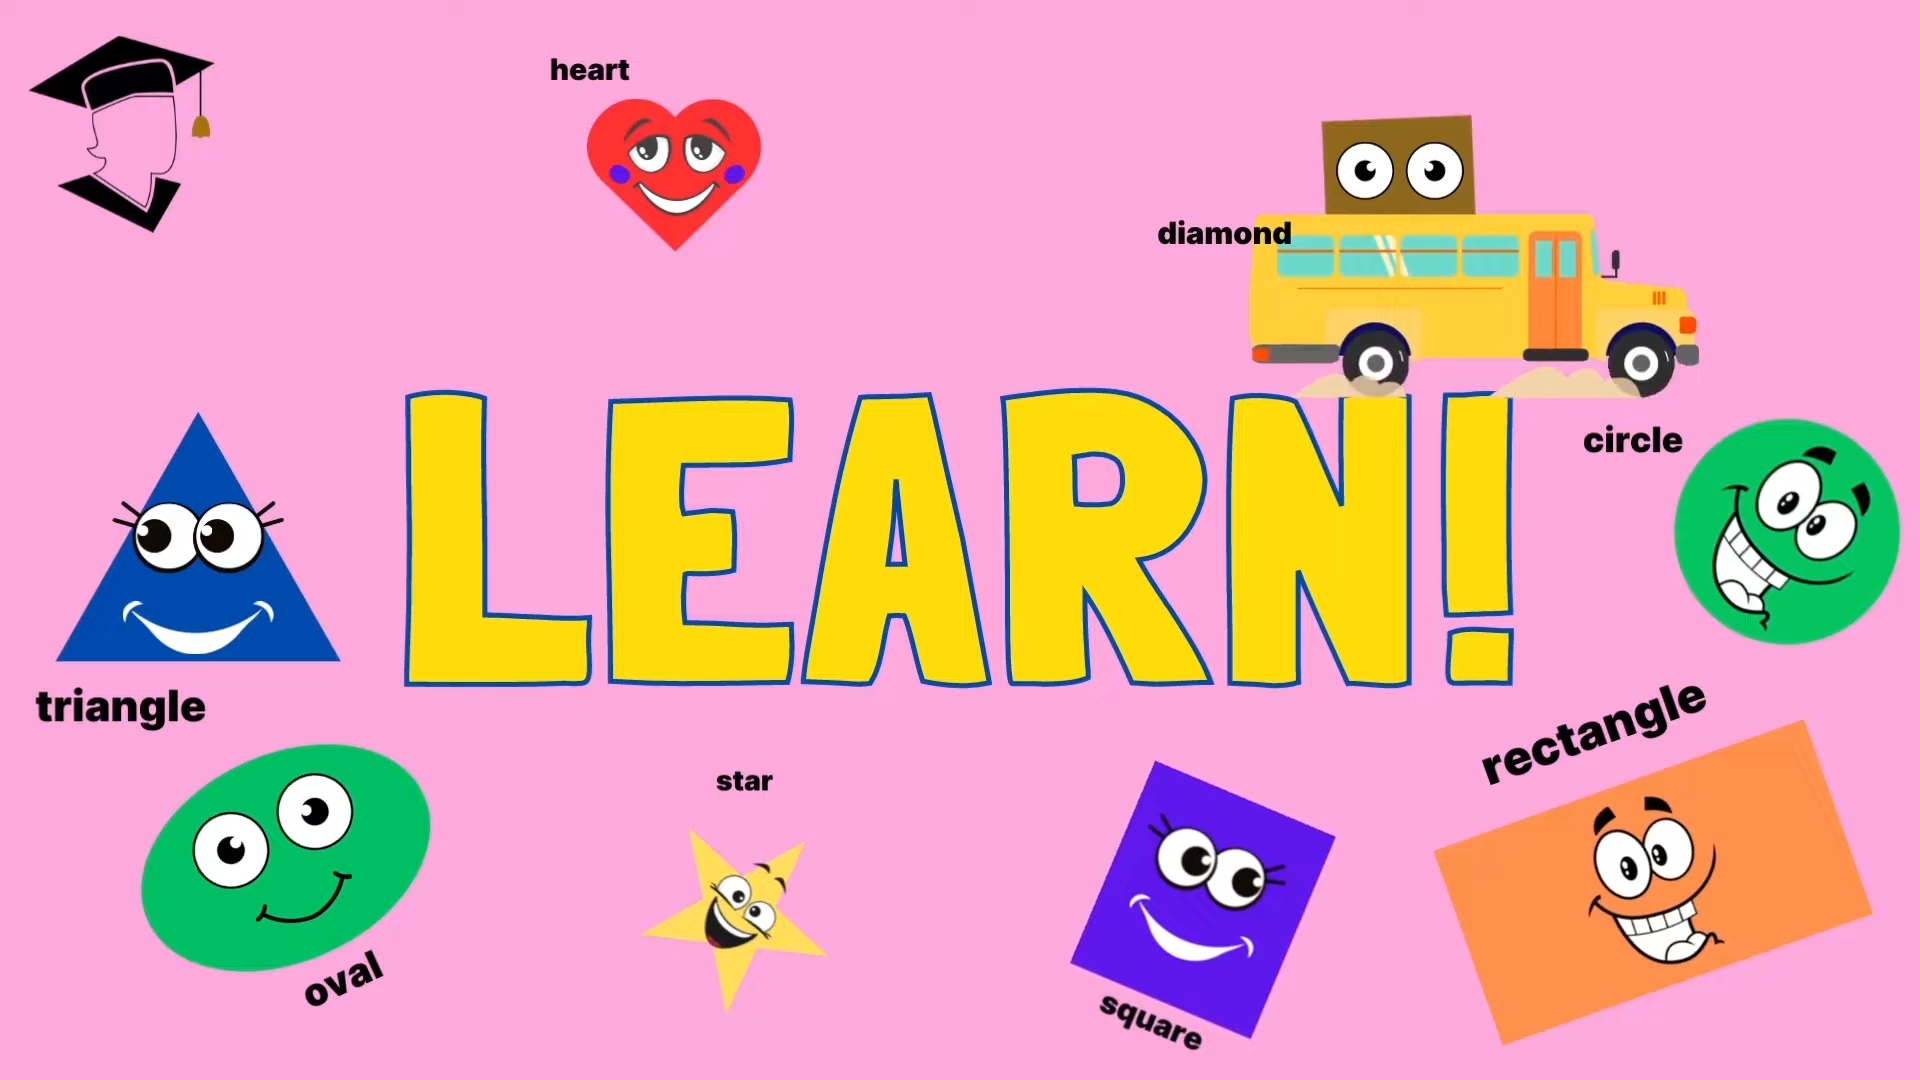 heart
diamond
LEARN!
circle
triangle
rectangle
star
oval
square